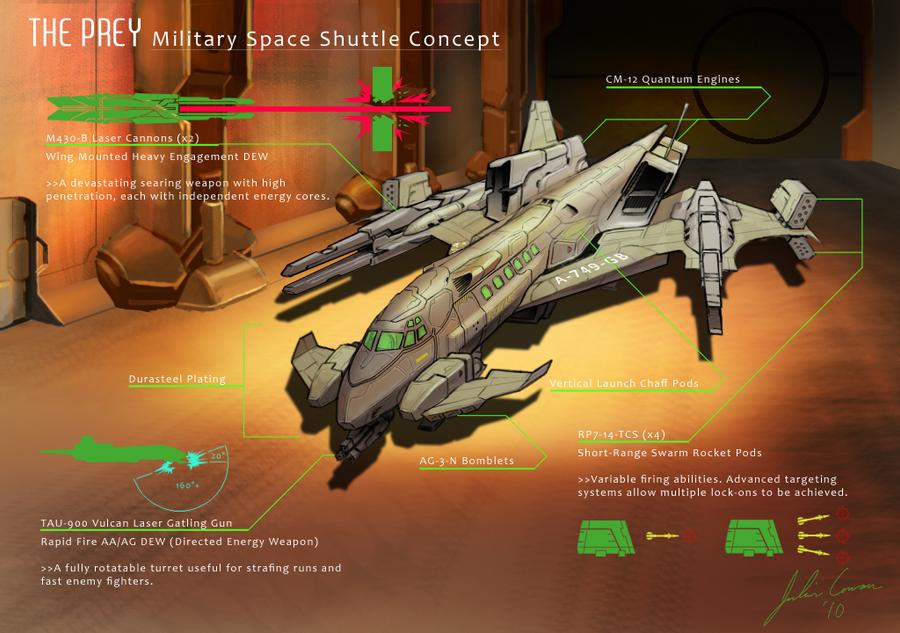 THE PREY Military Space Shuttle Concept
CM-12 Quantum Engines
M430-B Laser Cannons (x2)
Wing Mounted Heavy Engagement DEW
>>A devastating searing weapon with high
penetration, each with independent energy cores.
A-749-GB
Durasteel Plating
Vertical Launch Chaff Pods
RP7-14-TCS (x4)
Short-Range Swarm Rocket Pods
>>Variable firing abilities. Advanced targeting
systems allow multiple lock-ons to be achieved.
AG-3-N Bomblets
20°
160°+
TAU-900 Vulcan Laser Gatling Gun
Rapid Fire AA/AG DEW (Directed Energy Weapon)
>>A fully rotatable turret useful for strafing runs and
fast enemy fighters.
'10